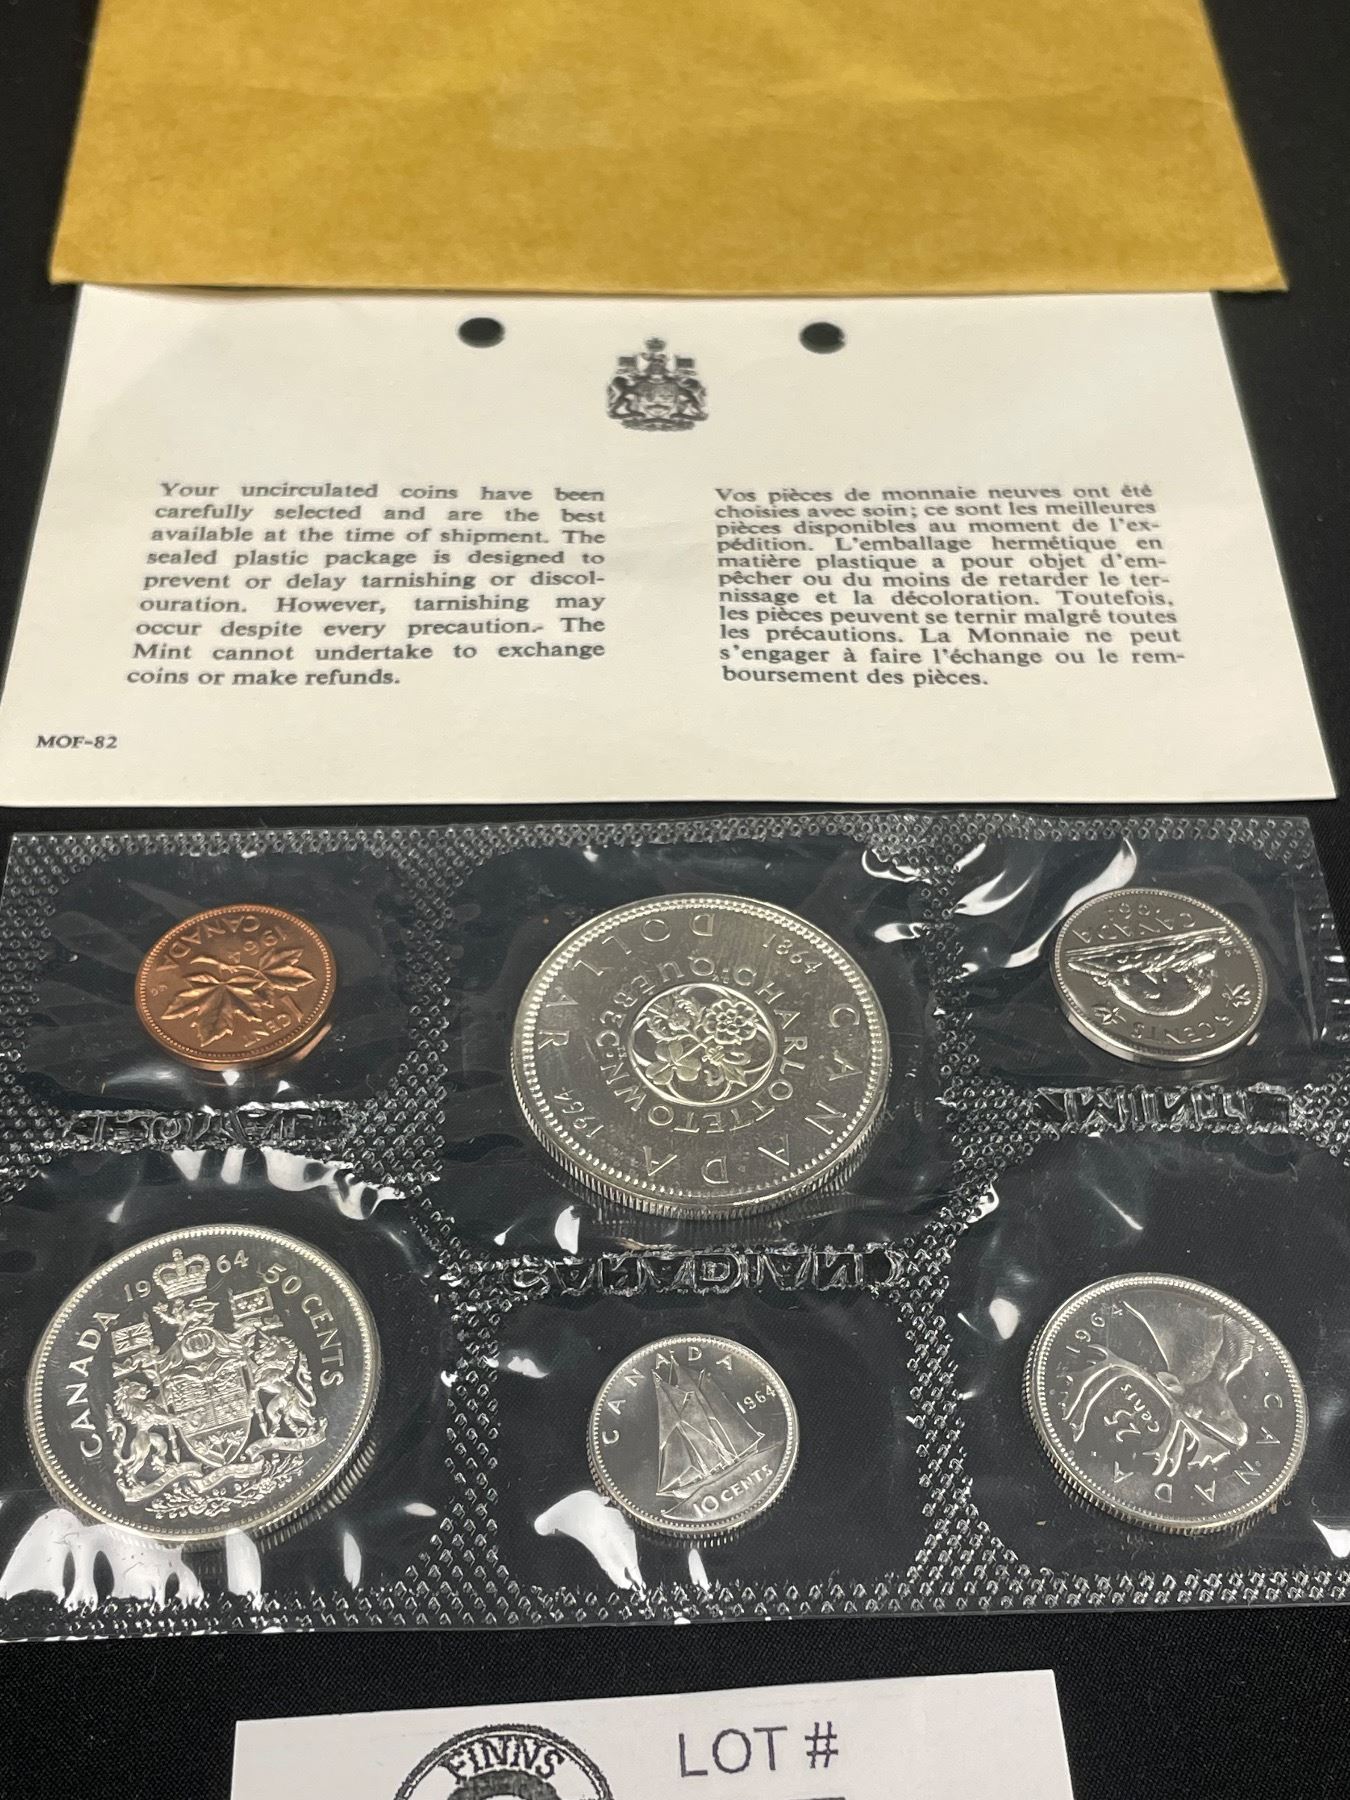 Your uncirculated coins have been
carefully selected and are the best
available at the time of shipment. The
sealed plastic package is designed to
prevent or delay tarnishing or discol-
ouration. However, tarnishing may
occur despite every precaution. The
Mint cannot undertake to exchange
coins or make refunds.
Vos pièces de monnaie neuves ont été
choisies avec soin; ce sont les meilleures
pièces disponibles au moment de l'ex-
pédition. L'emballage hermétique en
matière plastique a pour objet d'em-
pêcher ou du moins de retarder le ter-
nissage et la décoloration. Toutefois,
les pièces peuvent se ternir malgré toutes
les précautions. La Monnaie ne peut
s'engager à faire l'échange ou le rem-
boursement des pièces.
MOF-82
1 CENT
1964
CANADA
CANADA DOLLAR
1864
CHARLOTTETOWN·QUÉBEC·
1964
5 CENTS
CANADA
1964
CANADA 1964 50 CENTS
CANADIAN
CANADA
1964
10 CENTS
1964
CANADA
25
CENTS
FINNS
LOT #